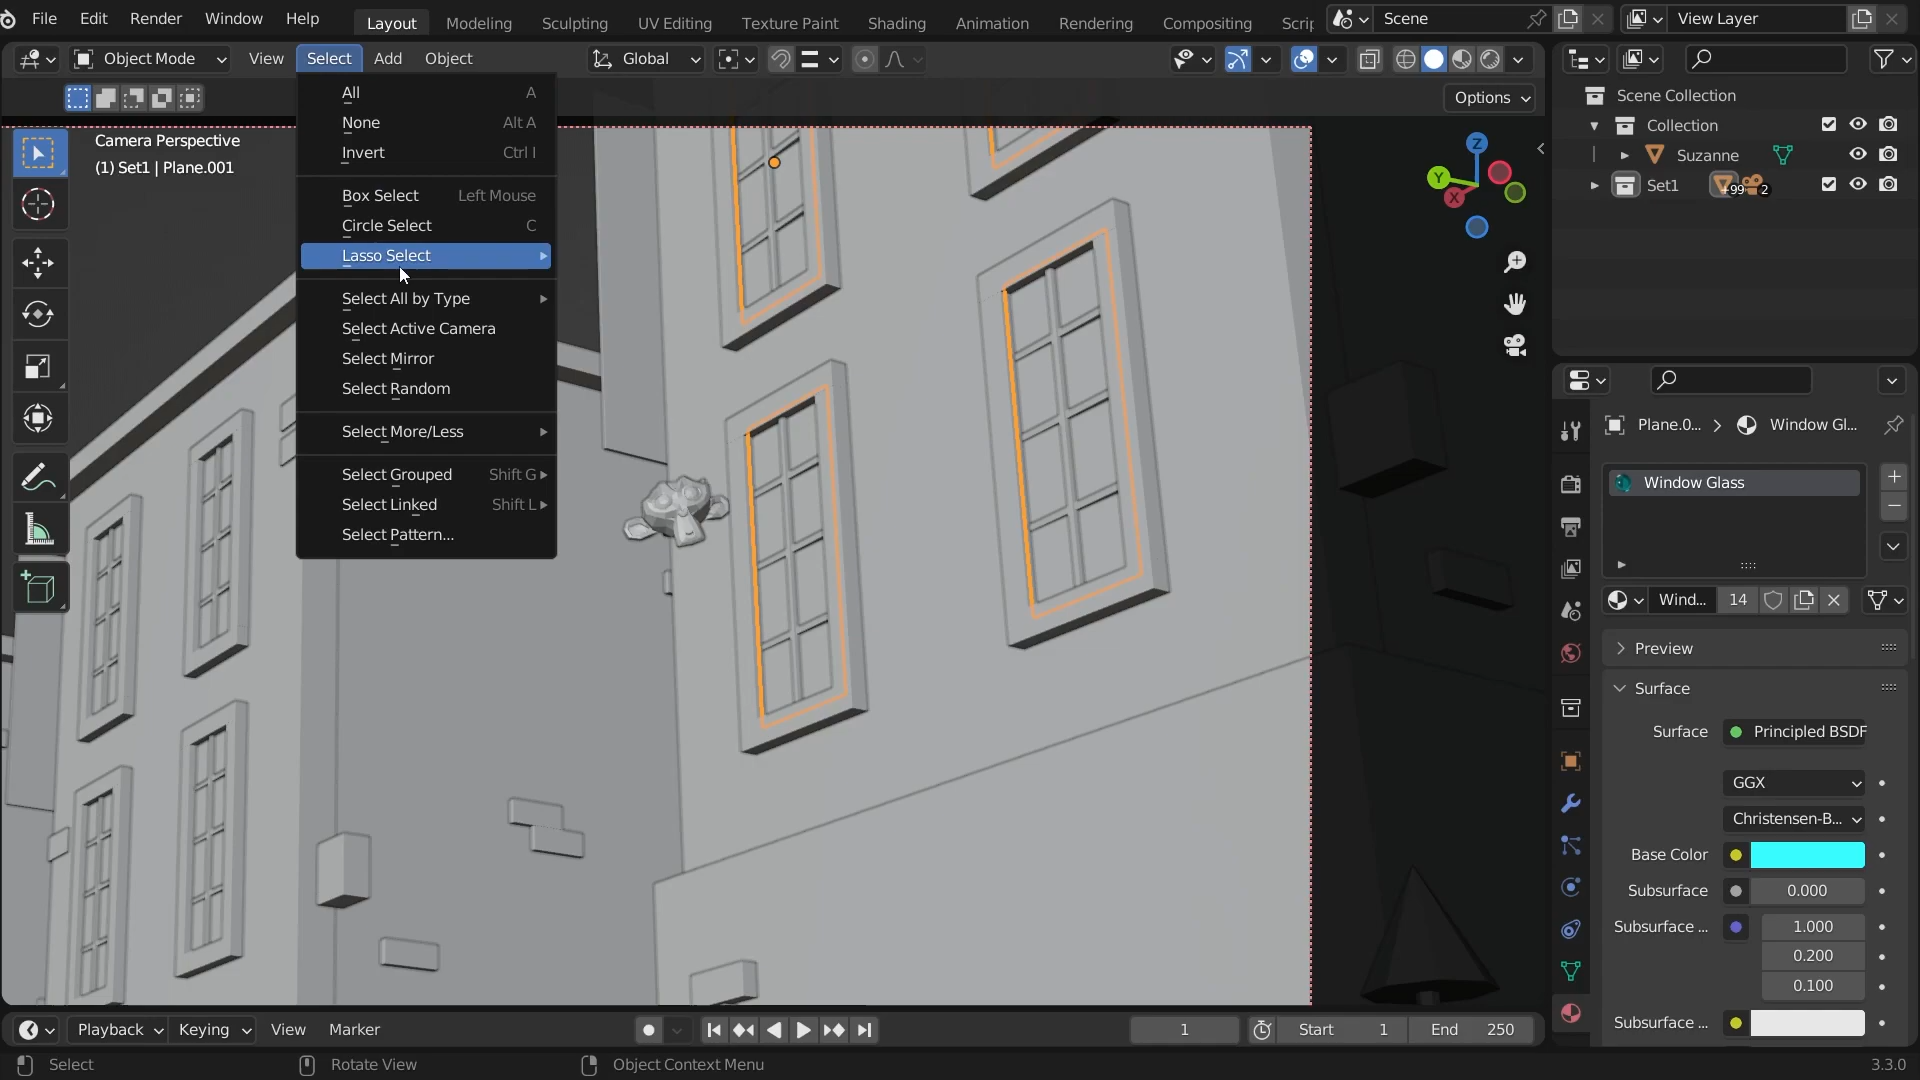 File Edit Render Window Help Layout Modeling Sculpting UV Editing Texture Paint Shading Animation Rendering Compositing Scrip Scene View Layer
Object Mode View Select Add Object Global
Options
Camera Perspective
(1) Set1 | Plane.001
All A
None Alt A
Invert Ctrl I
Box Select Left Mouse
Circle Select C
Lasso Select
Select All by Type
Select Active Camera
Select Mirror
Select Random
Select More/Less
Select Grouped Shift G
Select Linked Shift L
Select Pattern...
Z
Y
X
Scene Collection
Collection
Suzanne
Set1 +99 2
Plane.0... Window Gl...
Window Glass
Wind... 14
Preview
Surface
Surface Principled BSDF
GGX
Christensen-B...
Base Color
Subsurface 0.000
Subsurface ... 1.000
0.200
0.100
Subsurface ...
Playback Keying View Marker 1 Start 1 End 250
Select Rotate View Object Context Menu 3.3.0